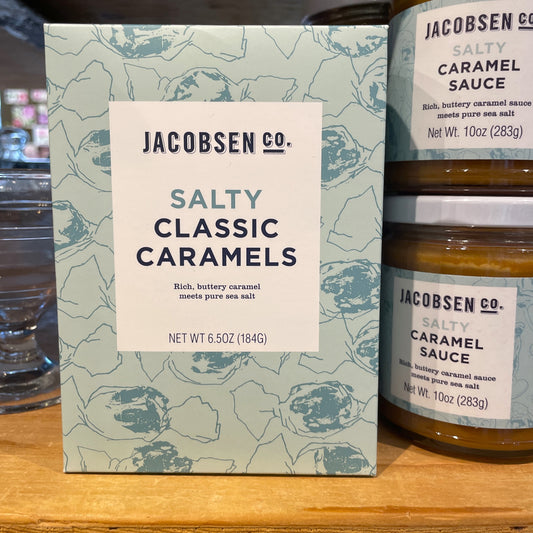 JACOBSEN CO.
SALTY
CLASSIC
CARAMELS
Rich, buttery caramel
meets pure sea salt
NET WT 6.5OZ (184G)
JACOBSEN CO.
SALTY
CARAMEL
SAUCE
Rich, buttery caramel sauce
meets pure sea salt
Net Wt. 10oz (283g)
JACOBSEN CO.
SALTY
CARAMEL
SAUCE
Rich, buttery caramel sauce
meets pure sea salt
Net Wt. 10oz (283g)